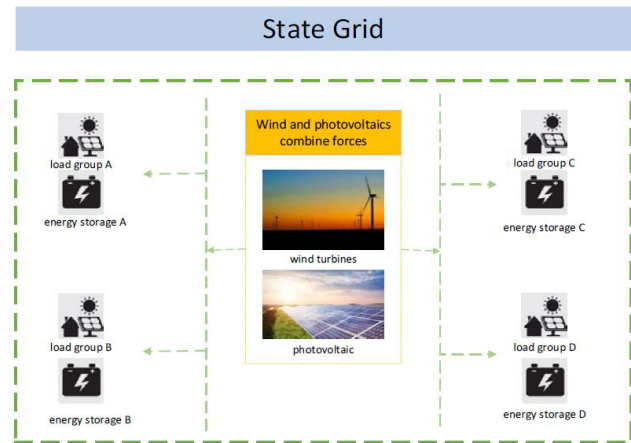 State Grid
Wind and photovoltaics
combine forces
load group A
energy storage A
wind turbines
load group C
energy storage C
load group B
energy storage B
photovoltaic
load group D
energy storage D